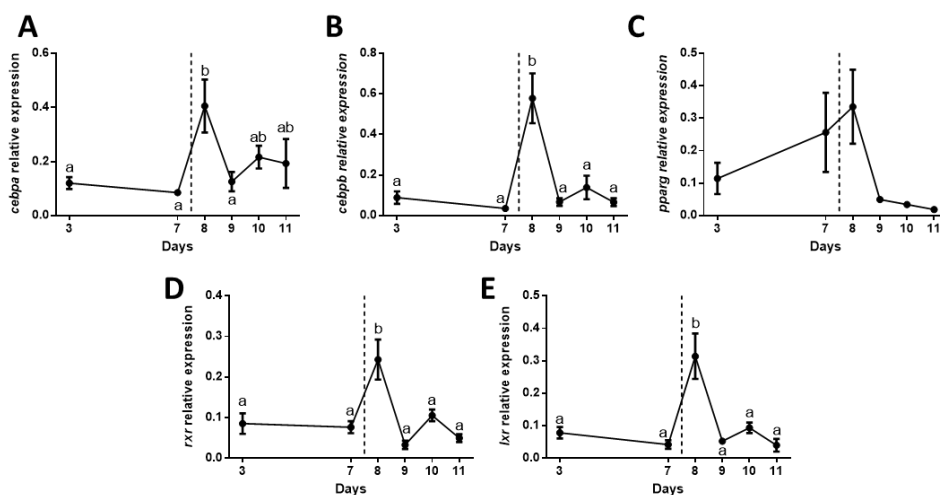 A
cebpa relative expression
0.6
0.4
0.2
0.0
a
a
b
a
ab
ab
3
7
8
9
10
11
Days
B
cebpb relative expression
0.8
0.6
0.4
0.2
0.0
a
a
b
a
a
a
3
7
8
9
10
11
Days
C
pparg relative expression
0.5
0.4
0.3
0.2
0.1
0.0
3
7
8
9
10
11
Days
D
rxr relative expression
0.4
0.3
0.2
0.1
0.0
a
a
b
a
a
a
3
7
8
9
10
11
Days
E
lxr relative expression
0.5
0.4
0.3
0.2
0.1
0.0
a
a
b
a
a
a
3
7
8
9
10
11
Days